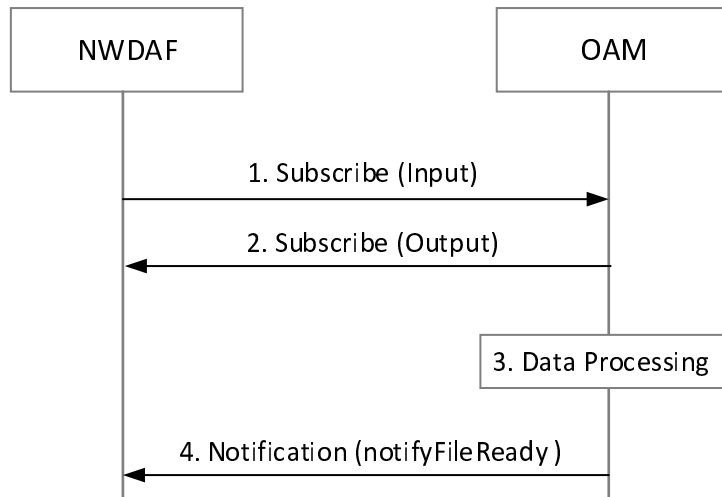 NWDAF
OAM
1. Subscribe (Input)
2. Subscribe (Output)
3. Data Processing
4. Notification (notifyFileReady )